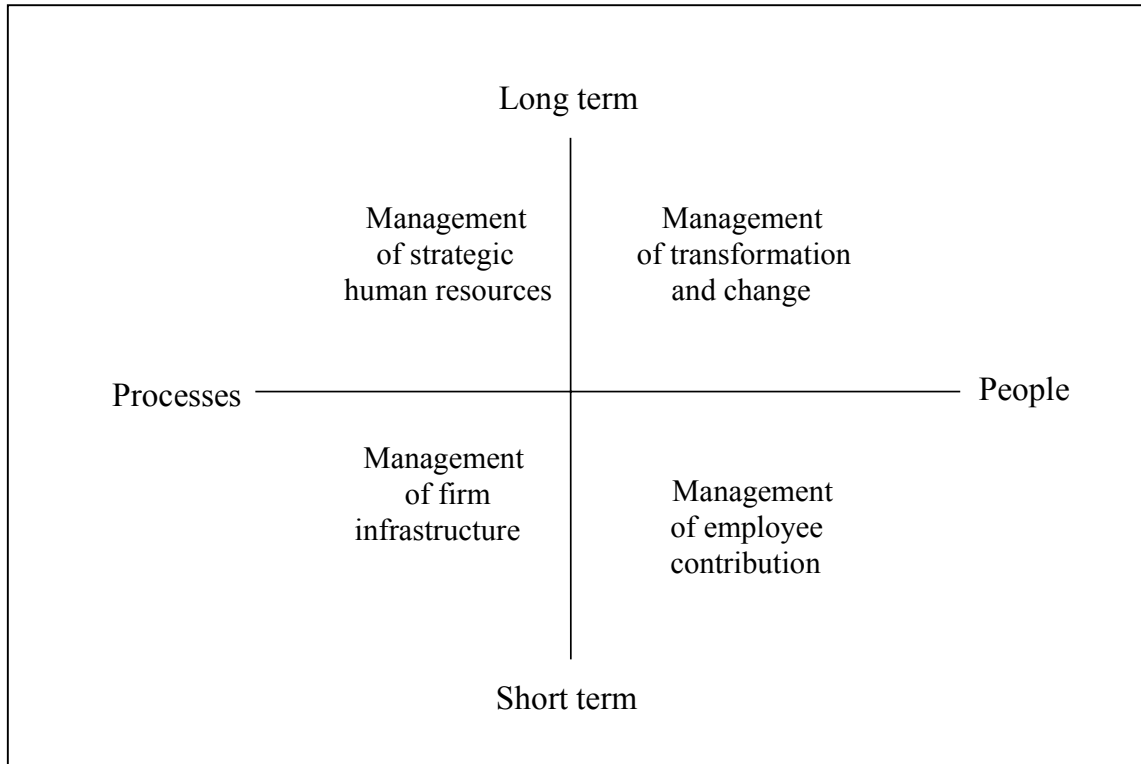 Long term
Management
of strategic
human resources
Management
of transformation
and change
Processes
People
Management
of firm
infrastructure
Management
of employee
contribution
Short term